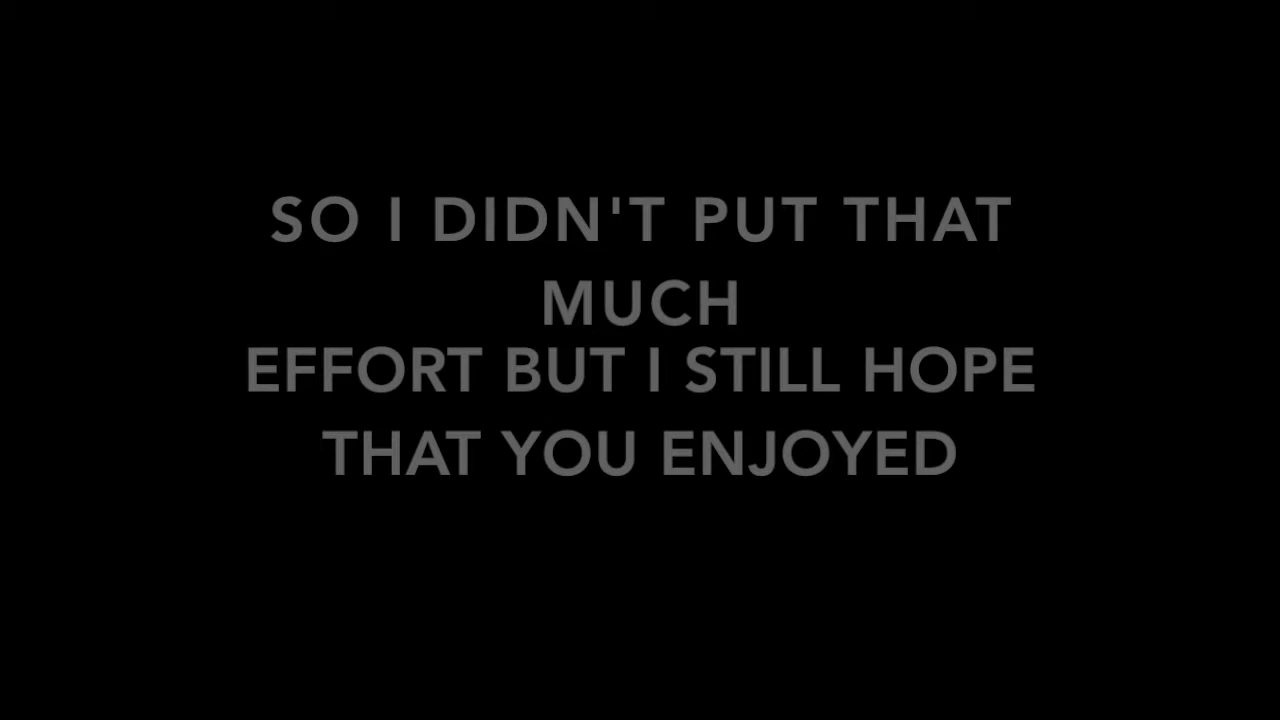 SO I DIDN'T PUT THAT
MUCH
EFFORT BUT I STILL HOPE
THAT YOU ENJOYED